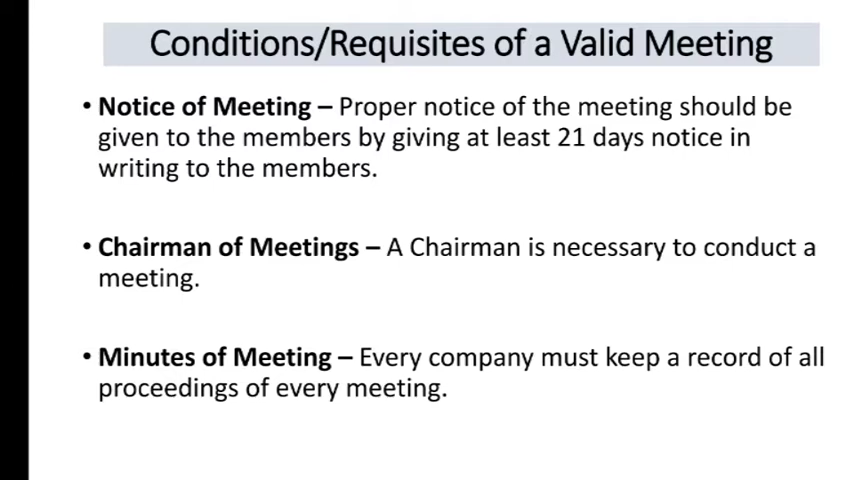 Conditions/Requisites of a Valid Meeting
• Notice of Meeting – Proper notice of the meeting should be
given to the members by giving at least 21 days notice in
writing to the members.
• Chairman of Meetings – A Chairman is necessary to conduct a
meeting.
• Minutes of Meeting – Every company must keep a record of all
proceedings of every meeting.